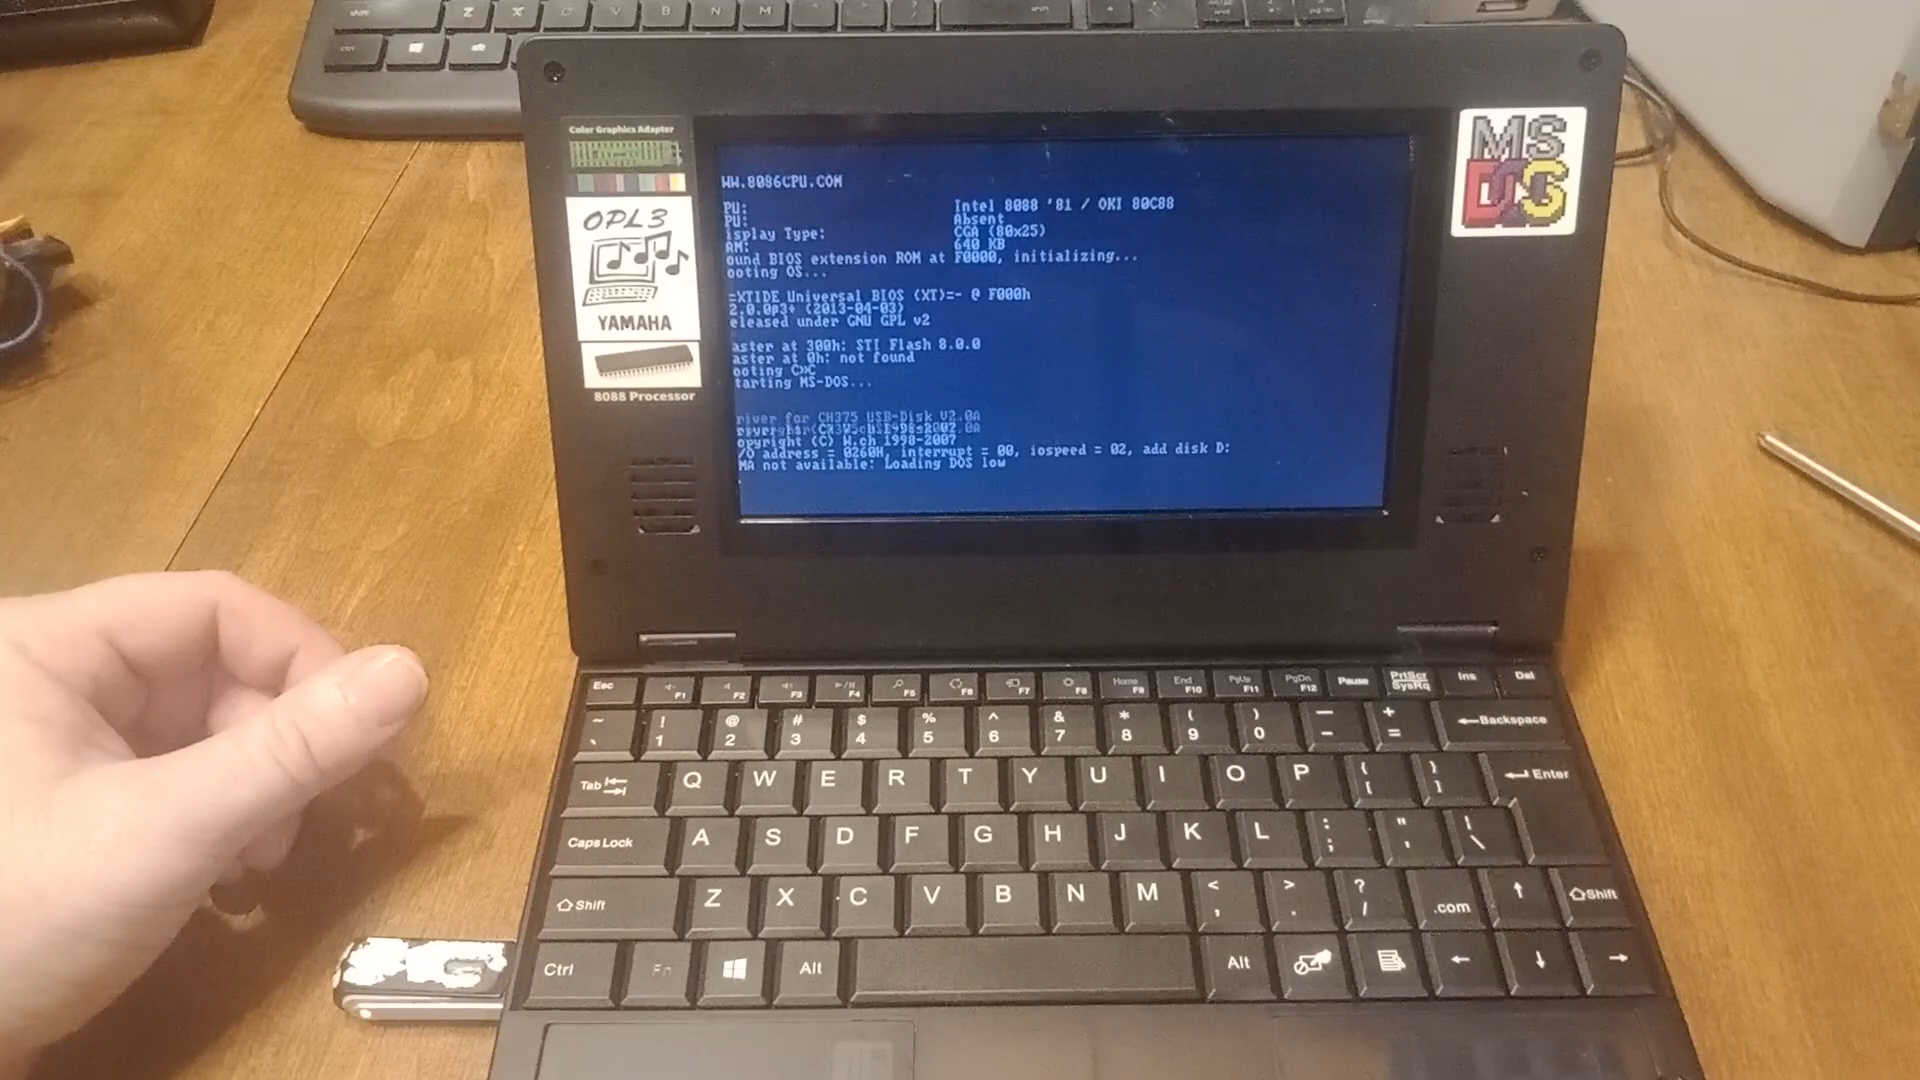 shift Z X C V B N M shift
ctrl
Color Graphics Adapter
OPL3
YAMAHA
8088 Processor
MS
DOS
WW.8086CPU.COM
PU: Intel 8088 '81 / OKI 80C88
PU: Absent
isplay Type: CGA (80x25)
AM: 640 KB
ound BIOS extension ROM at F0000, initializing...
ooting OS...
=XTIDE Universal BIOS (XT)=- @ F000h
2.0.0β3+ (2013-04-03)
eleased under GNU GPL v2
aster at 300h: STI Flash 8.0.0
aster at 0h: not found
ooting C»C
tarting MS-DOS...
river for CH375 USB-Disk V2.0A
opyright (C) W.ch 1998-2007
/O address = 0260H, interrupt = 00, iospeed = 02, add disk D:
MA not available: Loading DOS low
Esc F1 F2 F3 F4 F5 F6 F7 F8 Home F9 End F10 PgUp F11 PgDn F12 Pause PrtScr SysRq Ins Del
~ ! @ # $ % ^ & * ( ) — +
` 1 2 3 4 5 6 7 8 9 0 - = ←Backspace
Tab Q W E R T Y U I O P { [ } ] Enter
Caps Lock A S D F G H J K L : ; " ' | \
Shift Z X C V B N M < , > . ? / .com ↑ Shift
Ctrl Fn Alt Alt ← ↓ →